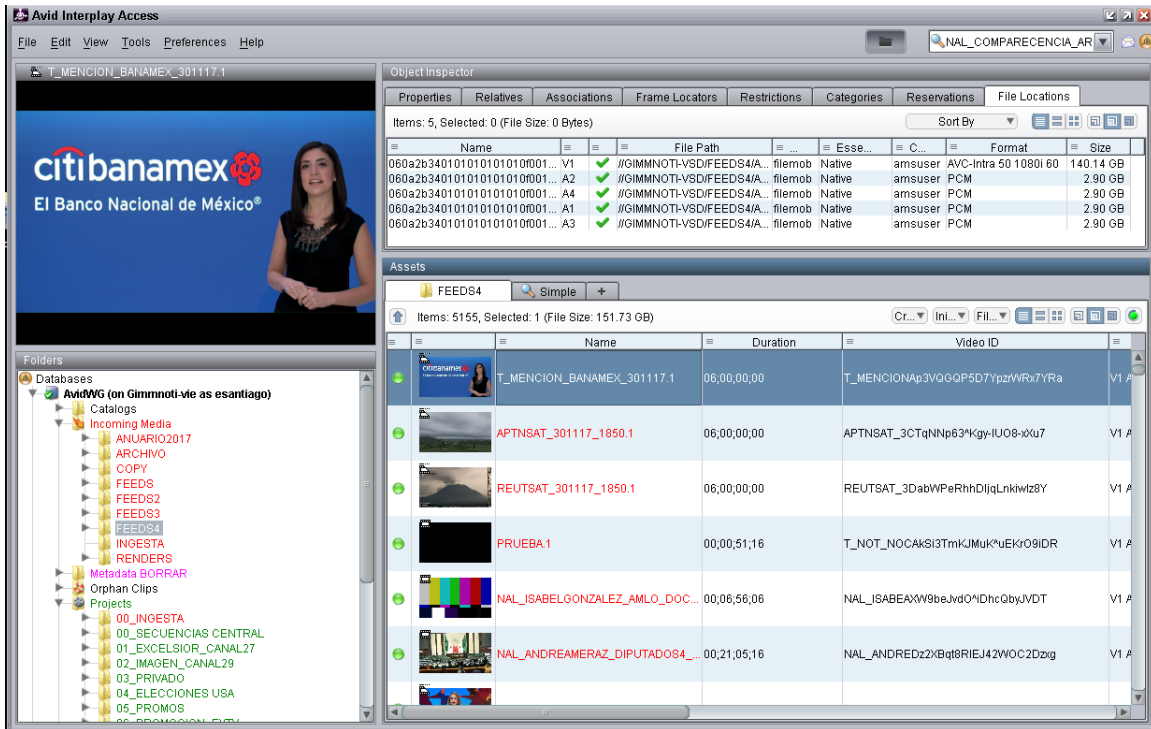 Avid Interplay Access
File Edit View Tools Preferences Help
NAL_COMPARECENCIA_AR
T_MENCION_BANAMEX_301117.1
citibanamex
El Banco Nacional de México®
Object Inspector
Properties Relatives Associations Frame Locators Restrictions Categories Reservations File Locations
Items: 5, Selected: 0 (File Size: 0 Bytes) Sort By
Name File Path ... Esse... C... Format Size
060a2b340101010101010f001... V1 //GIMMNOTI-VSD/FEEDS4/A... filemob Native amsuser AVC-Intra 50 1080i 60 140.14 GB
060a2b340101010101010f001... A2 //GIMMNOTI-VSD/FEEDS4/A... filemob Native amsuser PCM 2.90 GB
060a2b340101010101010f001... A4 //GIMMNOTI-VSD/FEEDS4/A... filemob Native amsuser PCM 2.90 GB
060a2b340101010101010f001... A1 //GIMMNOTI-VSD/FEEDS4/A... filemob Native amsuser PCM 2.90 GB
060a2b340101010101010f001... A3 //GIMMNOTI-VSD/FEEDS4/A... filemob Native amsuser PCM 2.90 GB
Folders
Databases
AvidWG (on Gimmnoti-vie as esantiago)
Catalogs
Incoming Media
ANUARIO2017
ARCHIVO
COPY
FEEDS
FEEDS2
FEEDS3
FEEDS4
INGESTA
RENDERS
Metadata BORRAR
Orphan Clips
Projects
00_INGESTA
00_SECUENCIAS CENTRAL
01_EXCELSIOR_CANAL27
02_IMAGEN_CANAL29
03_PRIVADO
04_ELECCIONES USA
05_PROMOS
Assets
FEEDS4 Simple +
Items: 5155, Selected: 1 (File Size: 151.73 GB) Cr... Ini... Fil...
Name Duration Video ID
T_MENCION_BANAMEX_301117.1 06;00;00;00 T_MENCIONAp3VQGQP5D7YpzrWRx7YRa V1 A
APTNSAT_301117_1850.1 06;00;00;00 APTNSAT_3CTqNNp63^Kgy-IUO8-xXu7 V1 A
REUTSAT_301117_1850.1 06;00;00;00 REUTSAT_3DabWPeRhhDIjqLnkiwIz8Y V1 A
PRUEBA.1 00;00;51;16 T_NOT_NOCAkSi3TmKJMuK^uEKrO9iDR V1 A
NAL_ISABELGONZALEZ_AMLO_DOC... 00;06;56;06 NAL_ISABEAXW9beJvdO^iDhcQbyJVDT V1 A
NAL_ANDREAMERAZ_DIPUTADOS4_... 00;21;05;16 NAL_ANDREDz2XBqt8RIEJ42WOC2Dzxg V1 A